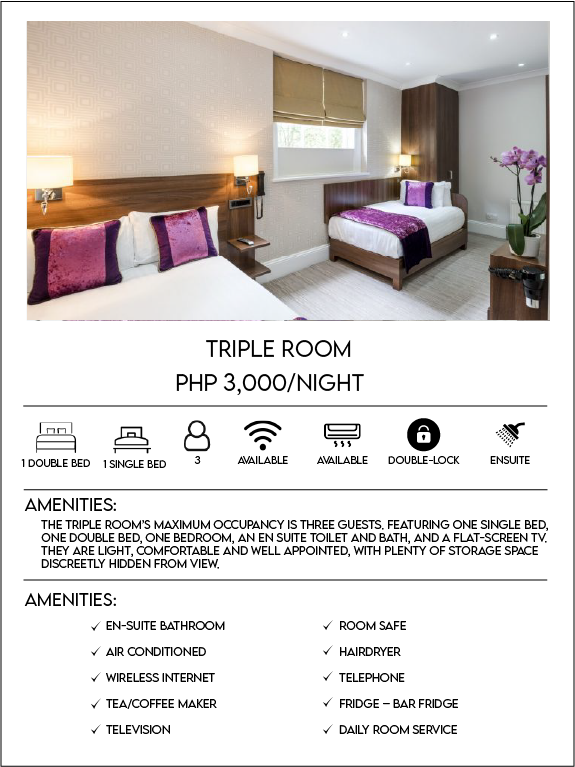 TRIPLE ROOM
PHP 3,000/NIGHT
1 DOUBLE BED
1 SINGLE BED
3
AVAILABLE
AVAILABLE
DOUBLE-LOCK
ENSUITE
AMENITIES:
THE TRIPLE ROOM'S MAXIMUM OCCUPANCY IS THREE GUESTS. FEATURING ONE SINGLE BED,
ONE DOUBLE BED, ONE BEDROOM, AN EN SUITE TOILET AND BATH, AND A FLAT-SCREEN TV.
THEY ARE LIGHT, COMFORTABLE AND WELL APPOINTED, WITH PLENTY OF STORAGE SPACE
DISCREETLY HIDDEN FROM VIEW.
AMENITIES:
✓ EN-SUITE BATHROOM
✓ AIR CONDITIONED
✓ WIRELESS INTERNET
✓ TEA/COFFEE MAKER
✓ TELEVISION
✓ ROOM SAFE
✓ HAIRDRYER
✓ TELEPHONE
✓ FRIDGE – BAR FRIDGE
✓ DAILY ROOM SERVICE